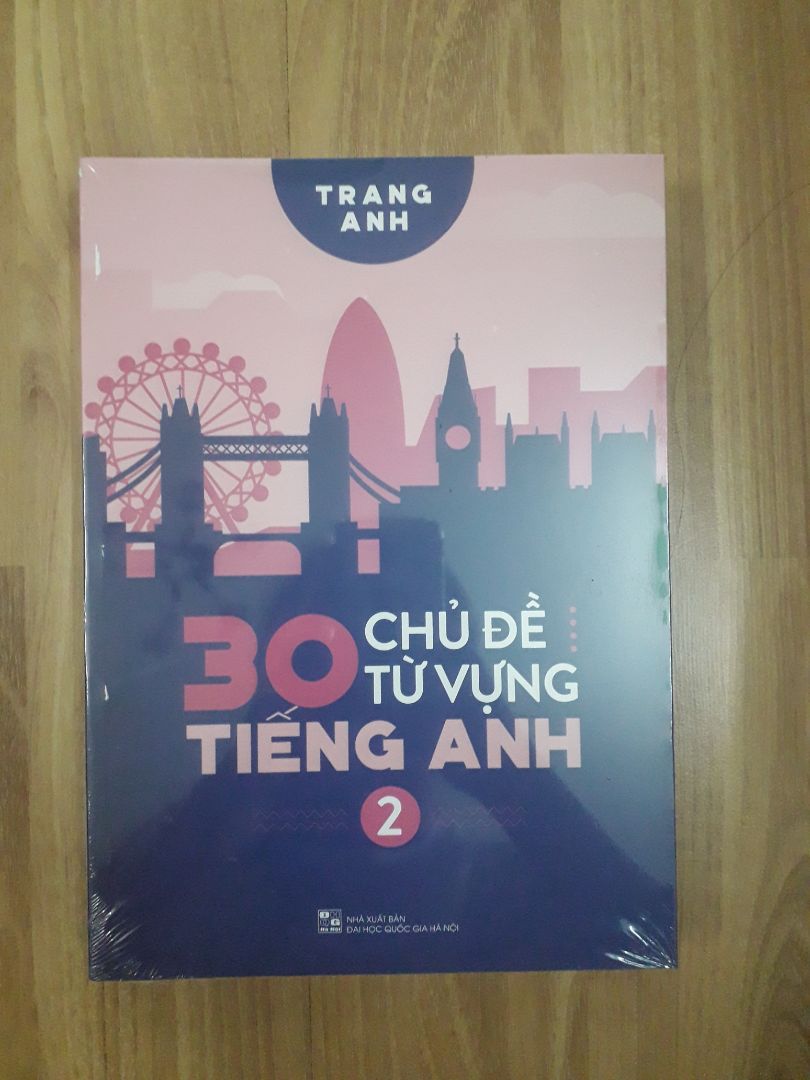 TRANG
ANH
30 CHỦ ĐỀ
TỪ VỰNG
TIẾNG ANH
2
NHÀ XUẤT BẢN
ĐẠI HỌC QUỐC GIA HÀ NỘI